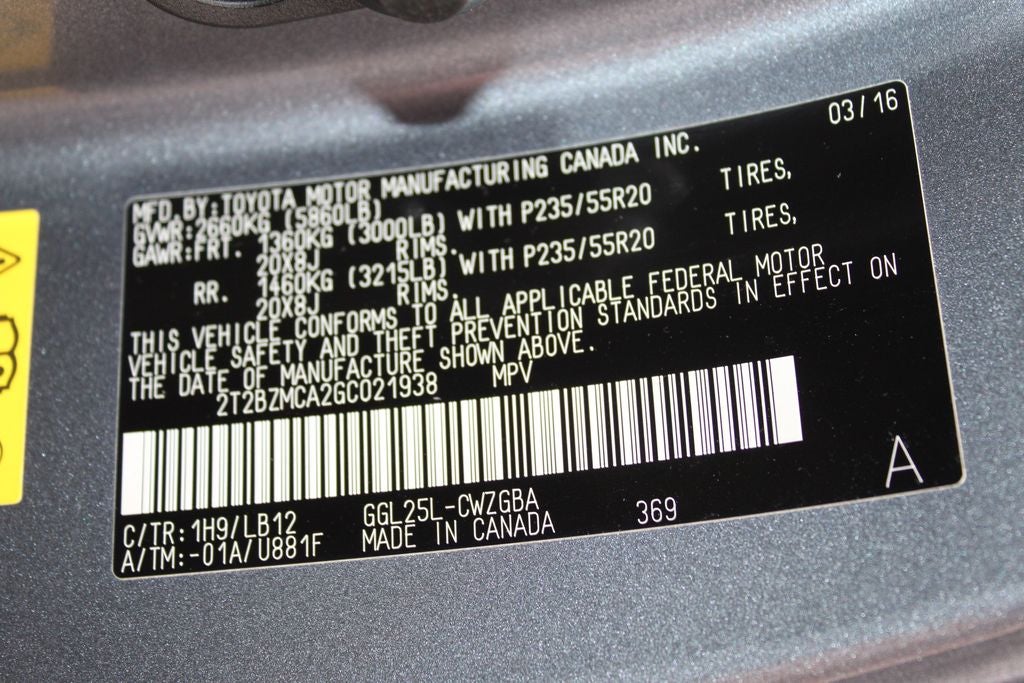 03/16
MFD.BY:TOYOTA MOTOR MANUFACTURING CANADA INC.
GVWR:2660KG (5860LB)
GAWR:FRT. 1360KG (3000LB) WITH P235/55R20 TIRES,
20X8J RIMS.
RR. 1460KG (3215LB) WITH P235/55R20 TIRES,
20X8J RIMS.
THIS VEHICLE CONFORMS TO ALL APPLICABLE FEDERAL MOTOR
VEHICLE SAFETY AND THEFT PREVENTION STANDARDS IN EFFECT ON
THE DATE OF MANUFACTURE SHOWN ABOVE.
2T2BZMCA2GC021938 MPV
C/TR:1H9/LB12 GGL25L-CWZGBA 369 A
A/TM:-01A/U881F MADE IN CANADA